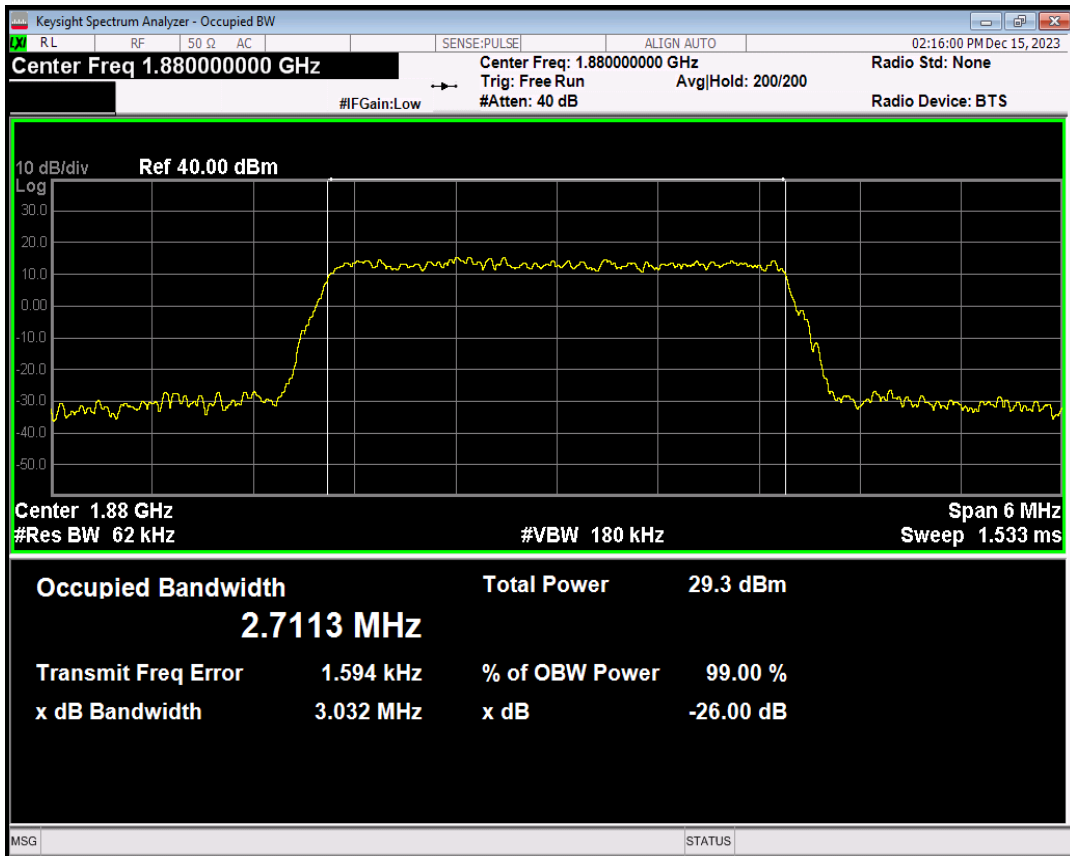 Keysight Spectrum Analyzer - Occupied BW
LXI RL RF 50 Ω AC SENSE:PULSE ALIGN AUTO 02:16:00 PM Dec 15, 2023
Center Freq 1.880000000 GHz Center Freq: 1.880000000 GHz Radio Std: None
Trig: Free Run Avg|Hold: 200/200
#IFGain:Low #Atten: 40 dB Radio Device: BTS
10 dB/div Ref 40.00 dBm
Log
30.0
20.0
10.0
0.00
-10.0
-20.0
-30.0
-40.0
-50.0
Center 1.88 GHz Span 6 MHz
#Res BW 62 kHz #VBW 180 kHz Sweep 1.533 ms
Occupied Bandwidth Total Power 29.3 dBm
2.7113 MHz
Transmit Freq Error 1.594 kHz % of OBW Power 99.00 %
x dB Bandwidth 3.032 MHz x dB -26.00 dB
MSG STATUS